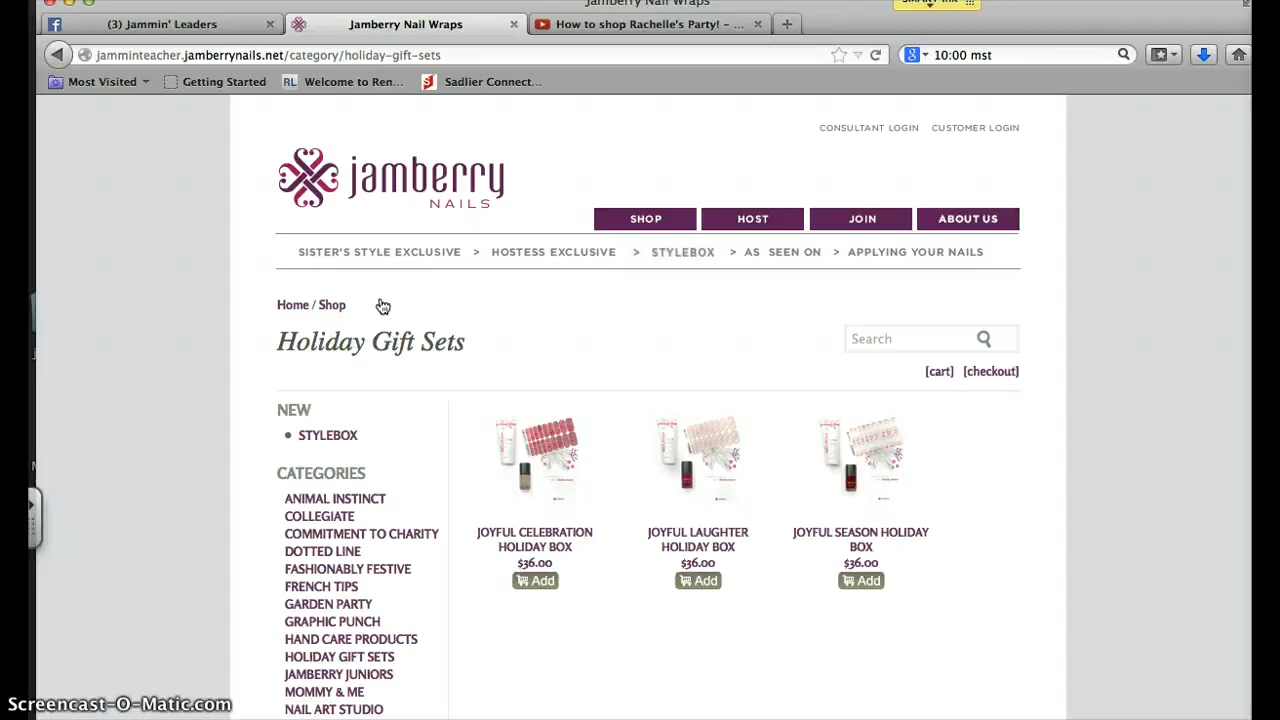 Jamberry Nail Wraps
(3) Jammin' Leaders
Jamberry Nail Wraps
How to shop Rachelle's Party! – ...
jamminteacher.jamberrynails.net/category/holiday-gift-sets
10:00 mst
Most Visited
Getting Started
RL
Welcome to Ren...
Sadlier Connect...
CONSULTANT LOGIN CUSTOMER LOGIN
jamberry
NAILS
SHOP
HOST
JOIN
ABOUT US
SISTER'S STYLE EXCLUSIVE > HOSTESS EXCLUSIVE > STYLEBOX > AS SEEN ON > APPLYING YOUR NAILS
Home / Shop
Holiday Gift Sets
Search
[cart] [checkout]
NEW
STYLEBOX
CATEGORIES
ANIMAL INSTINCT
COLLEGIATE
COMMITMENT TO CHARITY
DOTTED LINE
FASHIONABLY FESTIVE
FRENCH TIPS
GARDEN PARTY
GRAPHIC PUNCH
HAND CARE PRODUCTS
HOLIDAY GIFT SETS
JAMBERRY JUNIORS
MOMMY & ME
NAIL ART STUDIO
JOYFUL CELEBRATION
HOLIDAY BOX
$36.00
Add
JOYFUL LAUGHTER
HOLIDAY BOX
$36.00
Add
JOYFUL SEASON HOLIDAY
BOX
$36.00
Add
Screencast-O-Matic.com